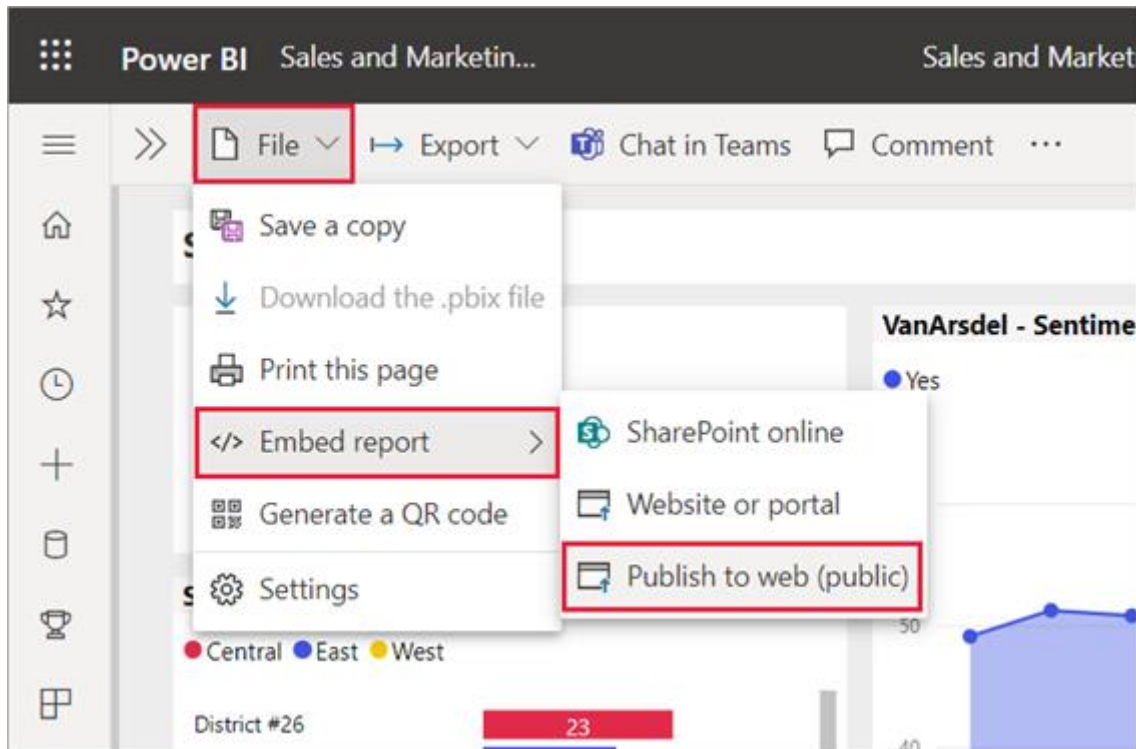 Power BI Sales and Marketin... Sales and Market
File Export Chat in Teams Comment ...
Save a copy
Download the .pbix file
Print this page
Embed report
Generate a QR code
Settings
SharePoint online
Website or portal
Publish to web (public)
VanArsdel - Sentime
Yes
50
40
Central East West
District #26
23